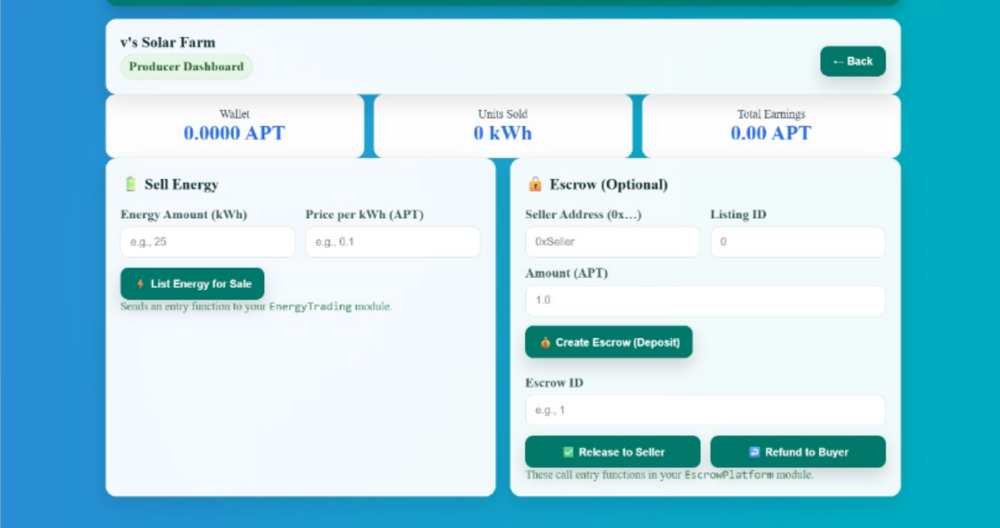 v's Solar Farm
Producer Dashboard
← Back
Wallet
0.0000 APT
Units Sold
0 kWh
Total Earnings
0.00 APT
Sell Energy
Energy Amount (kWh)
Price per kWh (APT)
e.g., 25
e.g., 0.1
List Energy for Sale
Sends an entry function to your EnergyTrading module.
Escrow (Optional)
Seller Address (0x…)
Listing ID
0xSeller
0
Amount (APT)
1.0
Create Escrow (Deposit)
Escrow ID
e.g., 1
Release to Seller
Refund to Buyer
These call entry functions in your EscrowPlatform module.